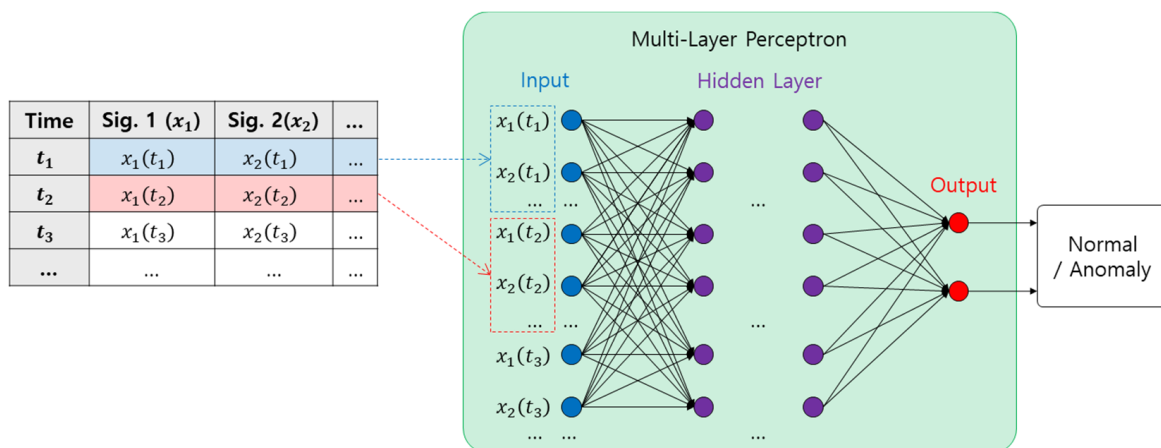 Multi-Layer Perceptron
Input
Hidden Layer
Time Sig. 1 (x₁) Sig. 2(x₂) ...
t₁ x₁(t₁) x₂(t₁) ...
t₂ x₁(t₂) x₂(t₂) ...
t₃ x₁(t₃) x₂(t₃) ...
... ... ... ...
x₁(t₁)
x₂(t₁)
... ... ...
x₁(t₂)
x₂(t₂)
... ... ...
x₁(t₃)
x₂(t₃)
... ... ...
Output
Normal
/ Anomaly